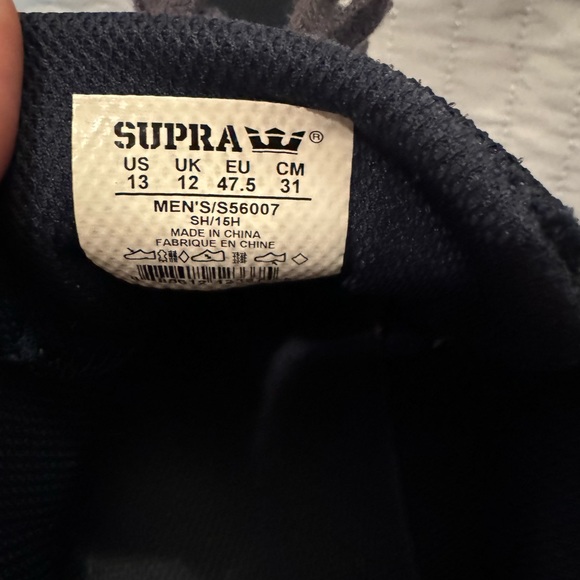 SUPRA ®
US UK EU CM
13 12 47.5 31
MEN'S/S56007
SH/15H
MADE IN CHINA
FABRIQUE EN CHINE